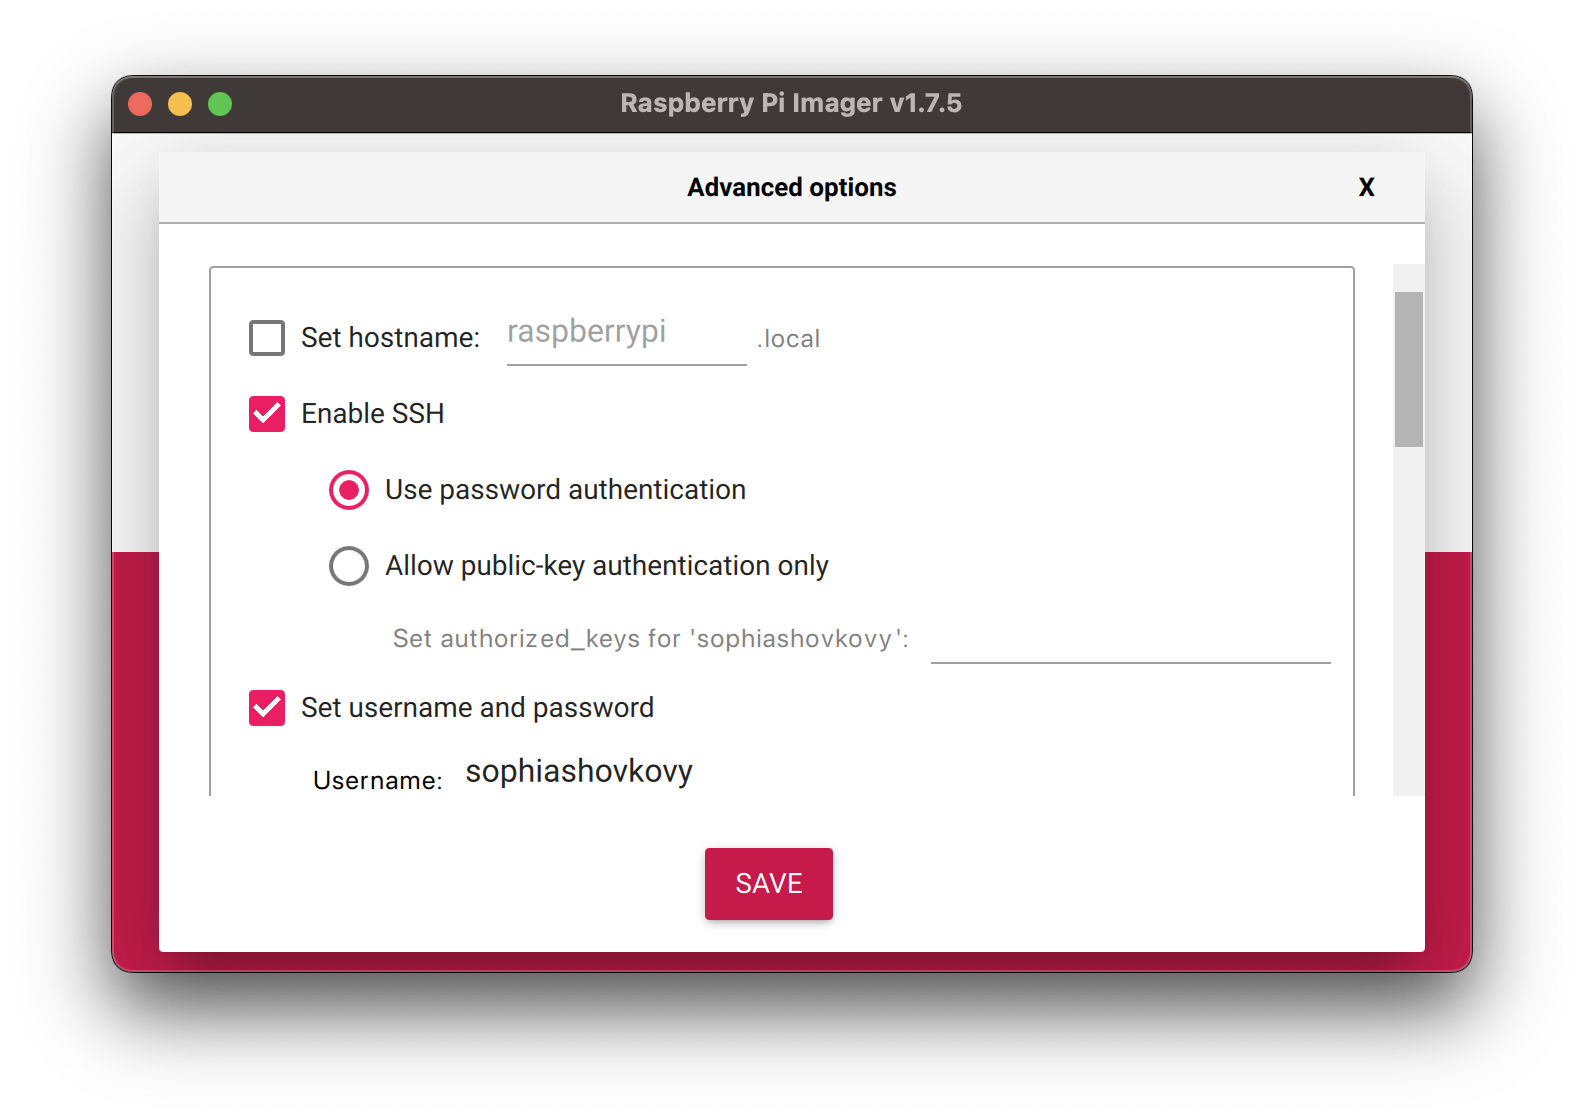 Raspberry Pi Imager v1.7.5
Advanced options X
Set hostname: raspberrypi .local
Enable SSH
Use password authentication
Allow public-key authentication only
Set authorized_keys for 'sophiashovkovy':
Set username and password
Username: sophiashovkovy
SAVE